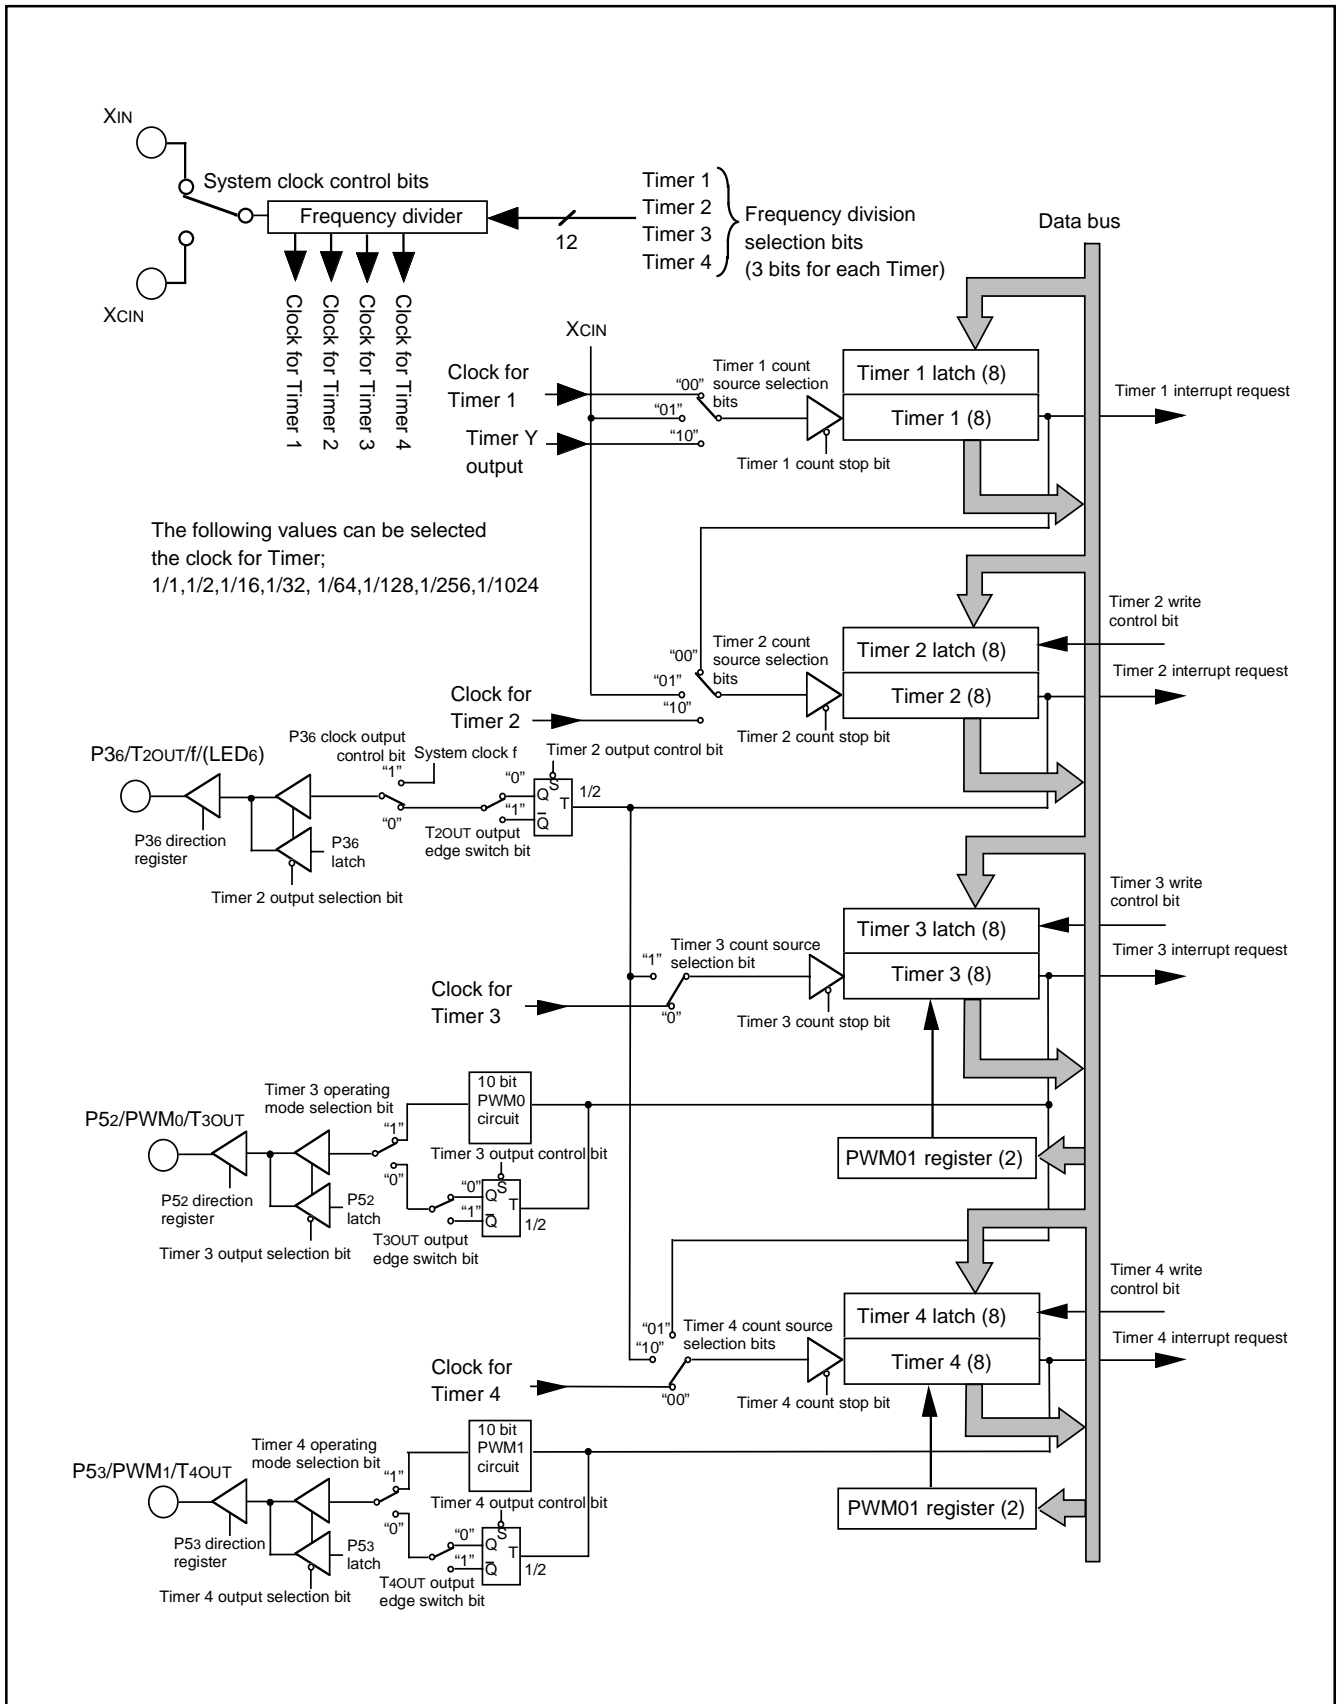 XIN
System clock control bits
Frequency divider
XCIN
12
Timer 1
Timer 2
Timer 3
Timer 4
Frequency division
selection bits
(3 bits for each Timer)
Data bus
Clock for Timer 1
Clock for Timer 2
Clock for Timer 3
Clock for Timer 4
XCIN
Clock for
Timer 1
Timer Y
output
“00”
“01”
“10”
Timer 1 count
source selection
bits
Timer 1 count stop bit
Timer 1 latch (8)
Timer 1 (8)
Timer 1 interrupt request
The following values can be selected
the clock for Timer;
1/1,1/2,1/16,1/32, 1/64,1/128,1/256,1/1024
Clock for
Timer 2
“00”
“01”
“10”
Timer 2 count
source selection
bits
Timer 2 count stop bit
Timer 2 latch (8)
Timer 2 (8)
Timer 2 write
control bit
Timer 2 interrupt request
P36/T2OUT/f/(LED6)
P36 clock output
control bit
System clock f
“1”
“0”
Timer 2 output control bit
“0”
“1”
Q
S
T
Q
1/2
T2OUT output
edge switch bit
P36 direction
register
P36
latch
Timer 2 output selection bit
Clock for
Timer 3
“1”
“0”
Timer 3 count source
selection bit
Timer 3 count stop bit
Timer 3 latch (8)
Timer 3 (8)
Timer 3 write
control bit
Timer 3 interrupt request
P52/PWM0/T3OUT
Timer 3 operating
mode selection bit
“1”
“0”
10 bit
PWM0
circuit
Timer 3 output control bit
“0”
“1”
Q
S
T
Q
1/2
T3OUT output
edge switch bit
P52 direction
register
P52
latch
Timer 3 output selection bit
PWM01 register (2)
Clock for
Timer 4
“01”
“10”
“00”
Timer 4 count source
selection bits
Timer 4 count stop bit
Timer 4 latch (8)
Timer 4 (8)
Timer 4 write
control bit
Timer 4 interrupt request
P53/PWM1/T4OUT
Timer 4 operating
mode selection bit
“1”
“0”
10 bit
PWM1
circuit
Timer 4 output control bit
“0”
“1”
Q
S
T
Q
1/2
T4OUT output
edge switch bit
P53 direction
register
P53
latch
Timer 4 output selection bit
PWM01 register (2)